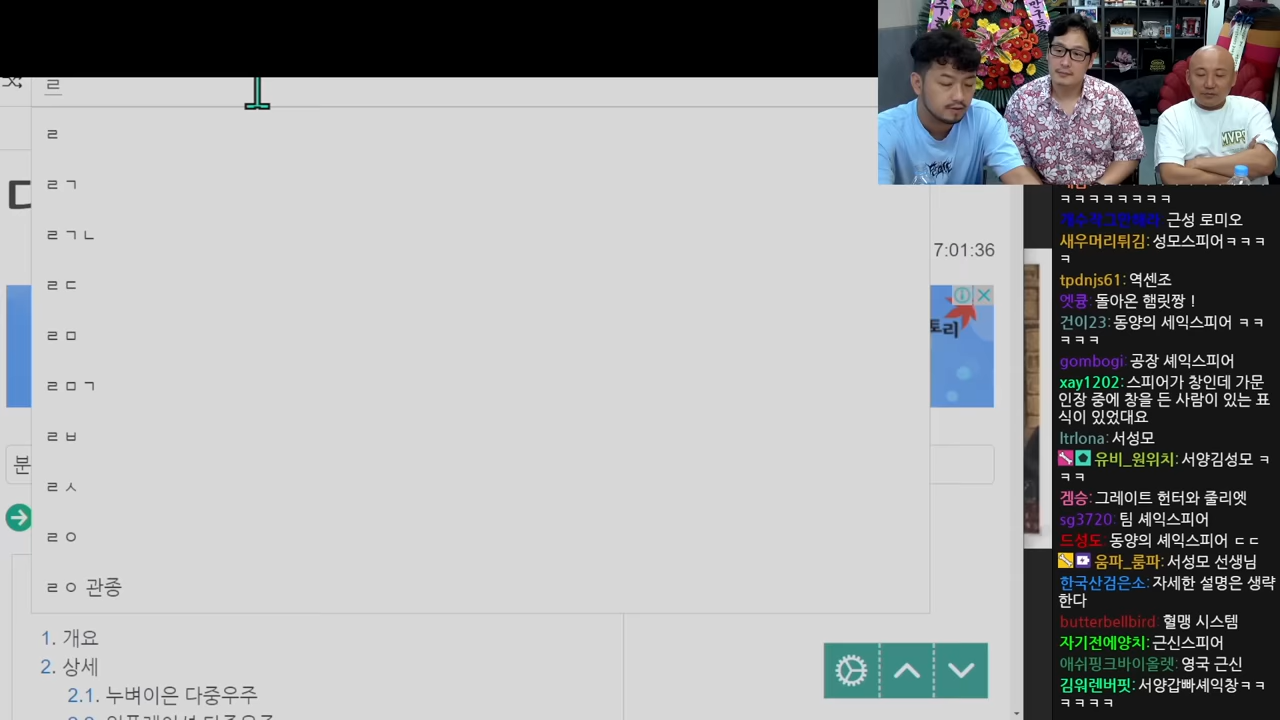 ㄹ
ㄹ
ㄹㄱ
ㄹㄱㄴ
ㄹㄷ
ㄹㅁ
ㄹㅁㄱ
ㄹㅂ
ㄹㅅ
ㄹㅇ
ㄹㅇ 관종
7:01:36
토리
분
1. 개요
2. 상세
2.1. 누벼이은 다중우주
MVP
ㅋㅋㅋㅋㅋㅋㅋㅋ
근성 로미오
새우머리튀김: 성모스피어ㅋㅋㅋ
ㅋ
tpdnjs61: 역센조
엣큥: 돌아온 햄릿짱 !
건이23: 동양의 세익스피어 ㅋㅋ
ㅋㅋㅋ
gombogi: 공장 셰익스피어
xay1202: 스피어가 창인데 가문
인장 중에 창을 든 사람이 있는 표
식이 있었대요
ltrlona: 서성모
유비_원위치: 서양김성모 ㅋ
ㅋㅋ
겜승: 그레이트 헌터와 줄리엣
sg3720: 팀 셰익스피어
드성도: 동양의 셰익스피어 ㄷㄷ
움파_룸파: 서성모 선생님
한국산검은소: 자세한 설명은 생략
한다
butterbellbird: 혈맹 시스템
자기전에양치: 근신스피어
애쉬핑크바이올렛: 영국 근신
김워렌버핏: 서양갑빠셰익창ㅋㅋ
ㅋㅋㅋㅋ